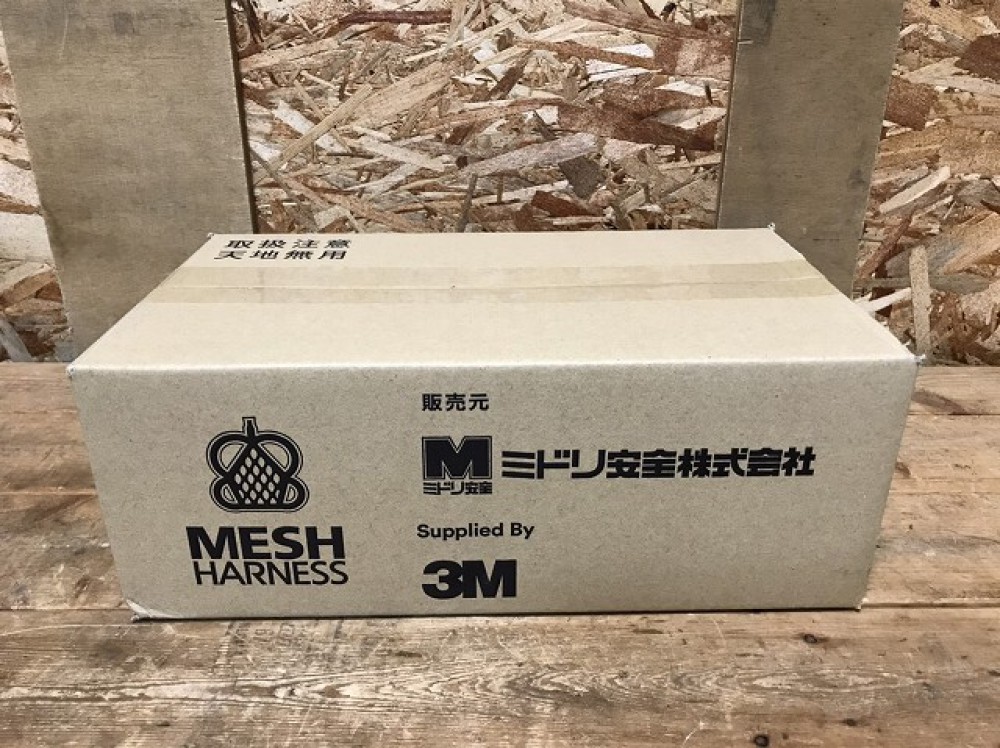 取扱注意
天地無用
販売元
M ミドリ安全株式会社
ミドリ安全
MESH
HARNESS
Supplied By
3M